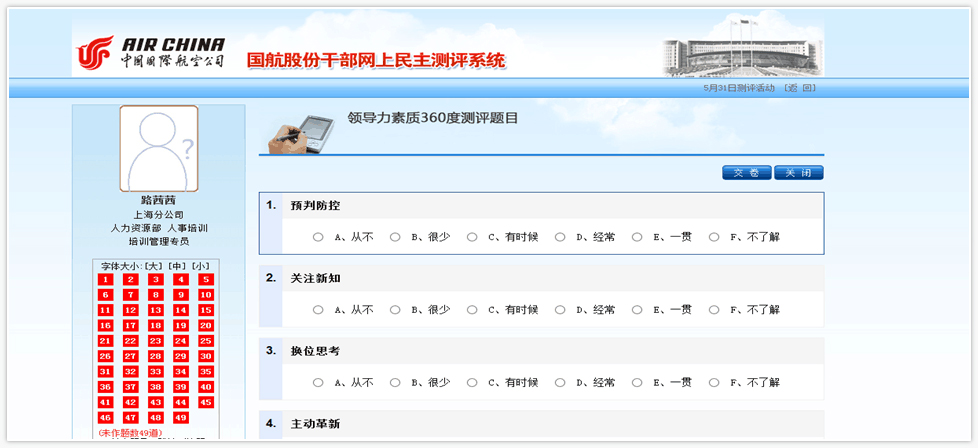 AIR CHINA
中国国际航空公司
国航股份干部网上民主测评系统
5月31日测评活动 [返 回]
领导力素质360度测评题目
交 卷 关 闭
?
路茜茜
上海分公司
人力资源部 人事培训
培训管理专员
字体大小:[大] [中] [小]
1 2 3 4 5
6 7 8 9 10
11 12 13 14 15
16 17 18 19 20
21 22 23 24 25
26 27 28 29 30
31 32 33 34 35
36 37 38 39 40
41 42 43 44 45
46 47 48 49
(未作题数49道)
1. 预判防控
A、从不 B、很少 C、有时候 D、经常 E、一贯 F、不了解
2. 关注新知
A、从不 B、很少 C、有时候 D、经常 E、一贯 F、不了解
3. 换位思考
A、从不 B、很少 C、有时候 D、经常 E、一贯 F、不了解
4. 主动革新